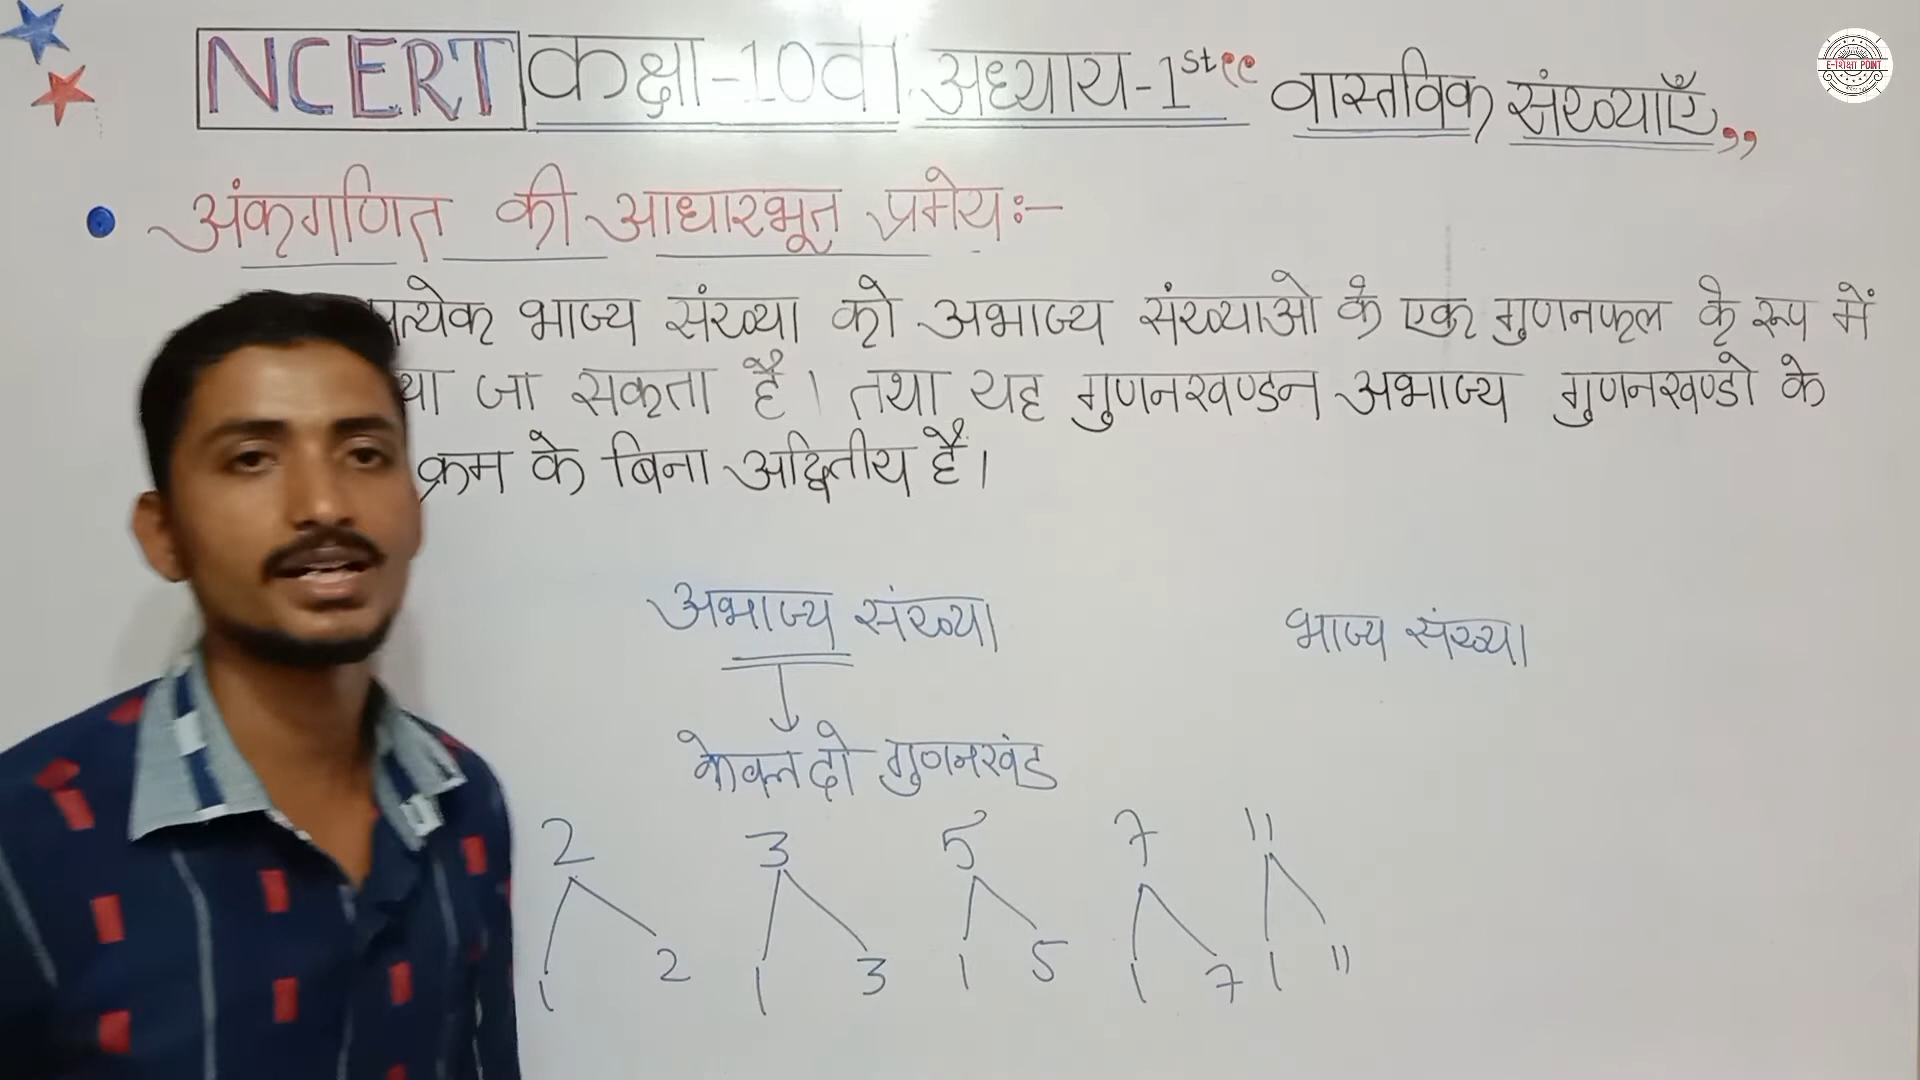 NCERT कक्षा-10वी अध्याय-1st “ वास्तविक संख्याएँ,,
E-शिक्षा POINT
अंकगणित की आधारभूत प्रमेय:-
भाज्य संख्या को अभाज्य संख्याओ के एक गुणनफल के रूप में
जा सकता है। तथा यह गुणनखण्डन अभाज्य गुणनखण्डो के
क्रम के बिना अद्वितीय है।
अभाज्य संख्या भाज्य संख्या
केवल दो गुणनखंड
2 3 5 7 11
1 2 1 3 1 5 1 7 1 11